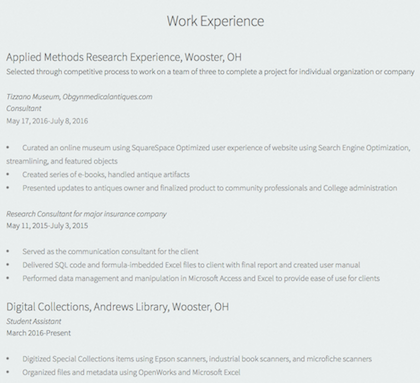 Work Experience
Applied Methods Research Experience, Wooster, OH
Selected through competitive process to work on a team of three to complete a project for individual organization or company
Tizzano Museum, Obgynmedicalantiques.com
Consultant
May 17, 2016-July 8, 2016
• Curated an online museum using SquareSpace Optimized user experience of website using Search Engine Optimization,
streamlining, and featured objects
• Created series of e-books, handled antique artifacts
• Presented updates to antiques owner and finalized product to community professionals and College administration
Research Consultant for major insurance company
May 11, 2015-July 3, 2015
• Served as the communication consultant for the client
• Delivered SQL code and formula-imbedded Excel files to client with final report and created user manual
• Performed data management and manipulation in Microsoft Access and Excel to provide ease of use for clients
Digital Collections, Andrews Library, Wooster, OH
Student Assistant
March 2016-Present
• Digitized Special Collections items using Epson scanners, industrial book scanners, and microfiche scanners
• Organized files and metadata using OpenWorks and Microsoft Excel